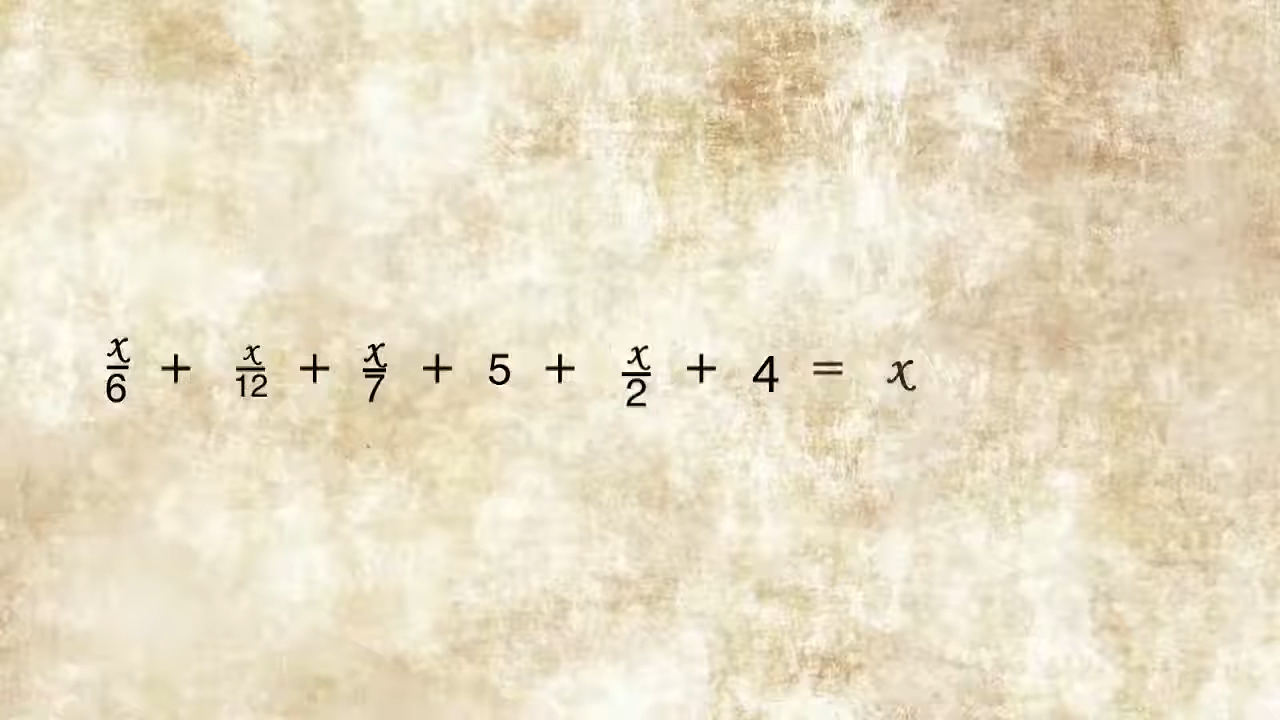 x/6 + x/12 + x/7 + 5 + x/2 + 4 = x